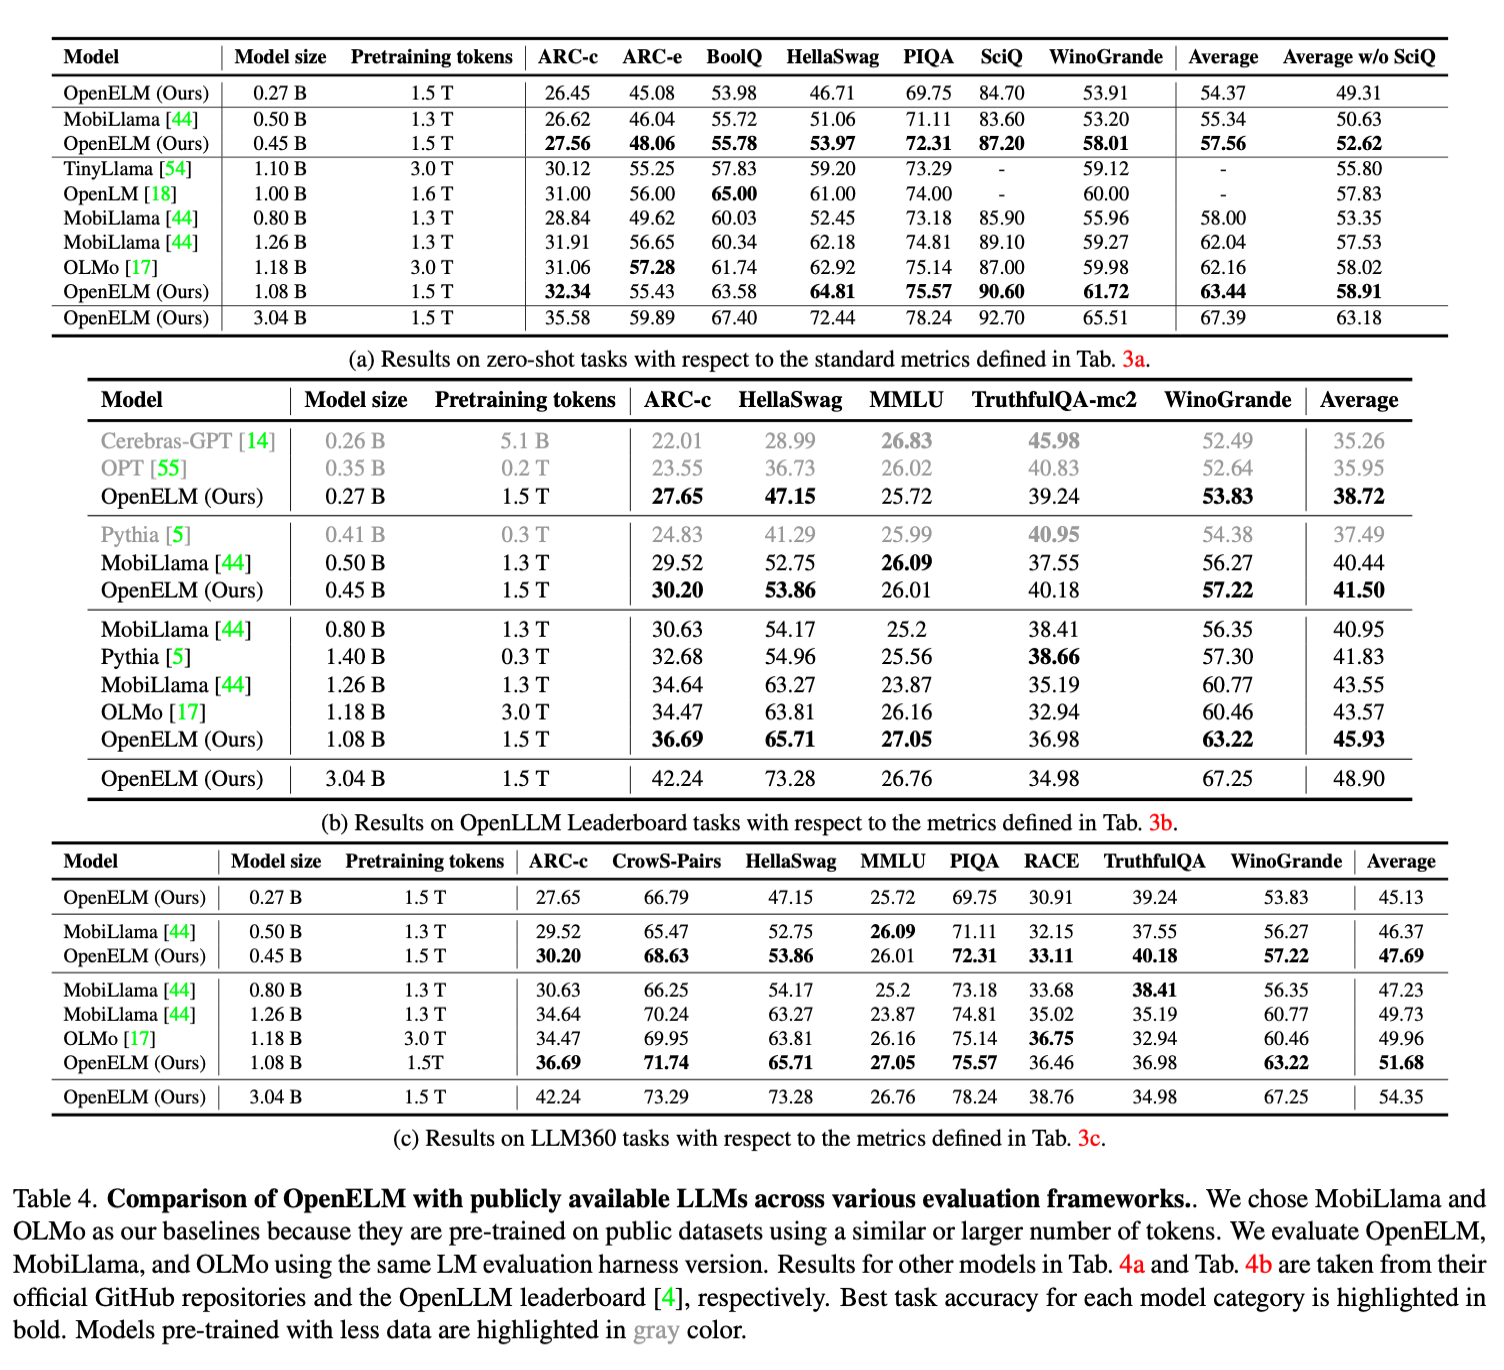 Model Model size Pretraining tokens ARC-c ARC-e BoolQ HellaSwag PIQA SciQ WinoGrande Average Average w/o SciQ
OpenELM (Ours) 0.27 B 1.5 T 26.45 45.08 53.98 46.71 69.75 84.70 53.91 54.37 49.31
MobiLlama [44] 0.50 B 1.3 T 26.62 46.04 55.72 51.06 71.11 83.60 53.20 55.34 50.63
OpenELM (Ours) 0.45 B 1.5 T 27.56 48.06 55.78 53.97 72.31 87.20 58.01 57.56 52.62
TinyLlama [54] 1.10 B 3.0 T 30.12 55.25 57.83 59.20 73.29 - 59.12 - 55.80
OpenLM [18] 1.00 B 1.6 T 31.00 56.00 65.00 61.00 74.00 - 60.00 - 57.83
MobiLlama [44] 0.80 B 1.3 T 28.84 49.62 60.03 52.45 73.18 85.90 55.96 58.00 53.35
MobiLlama [44] 1.26 B 1.3 T 31.91 56.65 60.34 62.18 74.81 89.10 59.27 62.04 57.53
OLMo [17] 1.18 B 3.0 T 31.06 57.28 61.74 62.92 75.14 87.00 59.98 62.16 58.02
OpenELM (Ours) 1.08 B 1.5 T 32.34 55.43 63.58 64.81 75.57 90.60 61.72 63.44 58.91
OpenELM (Ours) 3.04 B 1.5 T 35.58 59.89 67.40 72.44 78.24 92.70 65.51 67.39 63.18
(a) Results on zero-shot tasks with respect to the standard metrics defined in Tab. 3a.
Model Model size Pretraining tokens ARC-c HellaSwag MMLU TruthfulQA-mc2 WinoGrande Average
Cerebras-GPT [14] 0.26 B 5.1 B 22.01 28.99 26.83 45.98 52.49 35.26
OPT [55] 0.35 B 0.2 T 23.55 36.73 26.02 40.83 52.64 35.95
OpenELM (Ours) 0.27 B 1.5 T 27.65 47.15 25.72 39.24 53.83 38.72
Pythia [5] 0.41 B 0.3 T 24.83 41.29 25.99 40.95 54.38 37.49
MobiLlama [44] 0.50 B 1.3 T 29.52 52.75 26.09 37.55 56.27 40.44
OpenELM (Ours) 0.45 B 1.5 T 30.20 53.86 26.01 40.18 57.22 41.50
MobiLlama [44] 0.80 B 1.3 T 30.63 54.17 25.2 38.41 56.35 40.95
Pythia [5] 1.40 B 0.3 T 32.68 54.96 25.56 38.66 57.30 41.83
MobiLlama [44] 1.26 B 1.3 T 34.64 63.27 23.87 35.19 60.77 43.55
OLMo [17] 1.18 B 3.0 T 34.47 63.81 26.16 32.94 60.46 43.57
OpenELM (Ours) 1.08 B 1.5 T 36.69 65.71 27.05 36.98 63.22 45.93
OpenELM (Ours) 3.04 B 1.5 T 42.24 73.28 26.76 34.98 67.25 48.90
(b) Results on OpenLLM Leaderboard tasks with respect to the metrics defined in Tab. 3b.
Model Model size Pretraining tokens ARC-c CrowS-Pairs HellaSwag MMLU PIQA RACE TruthfulQA WinoGrande Average
OpenELM (Ours) 0.27 B 1.5 T 27.65 66.79 47.15 25.72 69.75 30.91 39.24 53.83 45.13
MobiLlama [44] 0.50 B 1.3 T 29.52 65.47 52.75 26.09 71.11 32.15 37.55 56.27 46.37
OpenELM (Ours) 0.45 B 1.5 T 30.20 68.63 53.86 26.01 72.31 33.11 40.18 57.22 47.69
MobiLlama [44] 0.80 B 1.3 T 30.63 66.25 54.17 25.2 73.18 33.68 38.41 56.35 47.23
MobiLlama [44] 1.26 B 1.3 T 34.64 70.24 63.27 23.87 74.81 35.02 35.19 60.77 49.73
OLMo [17] 1.18 B 3.0 T 34.47 69.95 63.81 26.16 75.14 36.75 32.94 60.46 49.96
OpenELM (Ours) 1.08 B 1.5T 36.69 71.74 65.71 27.05 75.57 36.46 36.98 63.22 51.68
OpenELM (Ours) 3.04 B 1.5 T 42.24 73.29 73.28 26.76 78.24 38.76 34.98 67.25 54.35
(c) Results on LLM360 tasks with respect to the metrics defined in Tab. 3c.
Table 4. Comparison of OpenELM with publicly available LLMs across various evaluation frameworks.. We chose MobiLlama and
OLMo as our baselines because they are pre-trained on public datasets using a similar or larger number of tokens. We evaluate OpenELM,
MobiLlama, and OLMo using the same LM evaluation harness version. Results for other models in Tab. 4a and Tab. 4b are taken from their
official GitHub repositories and the OpenLLM leaderboard [4], respectively. Best task accuracy for each model category is highlighted in
bold. Models pre-trained with less data are highlighted in gray color.